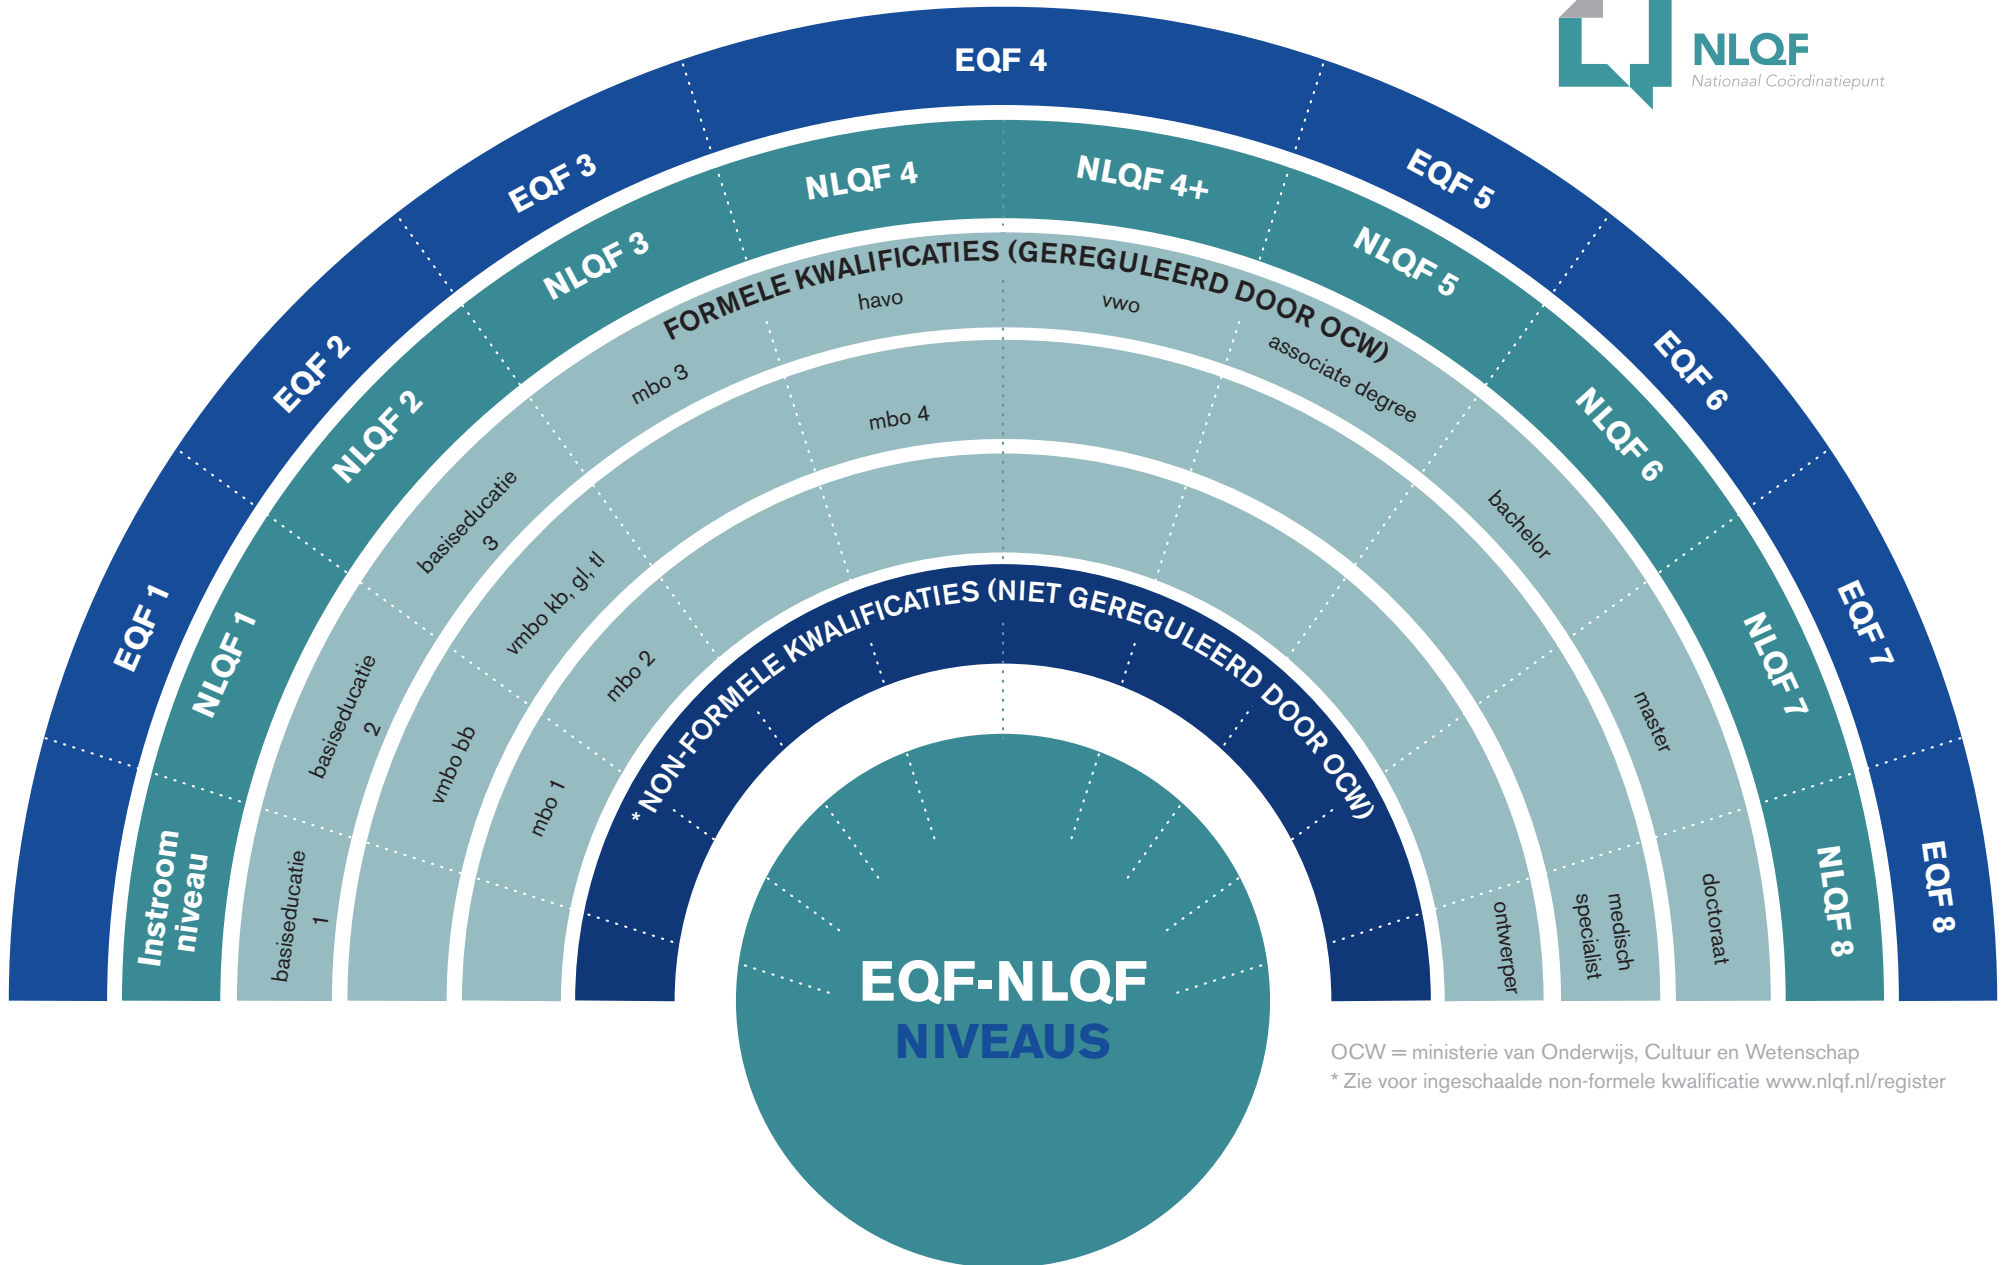 NLQF
Nationaal Coördinatiepunt
EQF 1
EQF 2
EQF 3
EQF 4
EQF 5
EQF 6
EQF 7
EQF 8
Instroom
niveau
NLQF 1
NLQF 2
NLQF 3
NLQF 4
NLQF 4+
NLQF 5
NLQF 6
NLQF 7
NLQF 8
FORMELE KWALIFICATIES (GEREGULEERD DOOR OCW)
basiseducatie
1
basiseducatie
2
basiseducatie
3
mbo 3
havo
vwo
associate degree
bachelor
master
doctoraat
vmbo bb
vmbo kb, gl, tl
mbo 4
medisch
specialist
mbo 1
mbo 2
ontwerper
* NON-FORMELE KWALIFICATIES (NIET GEREGULEERD DOOR OCW)
EQF-NLQF
NIVEAUS
OCW = ministerie van Onderwijs, Cultuur en Wetenschap
* Zie voor ingeschaalde non-formele kwalificatie www.nlqf.nl/register